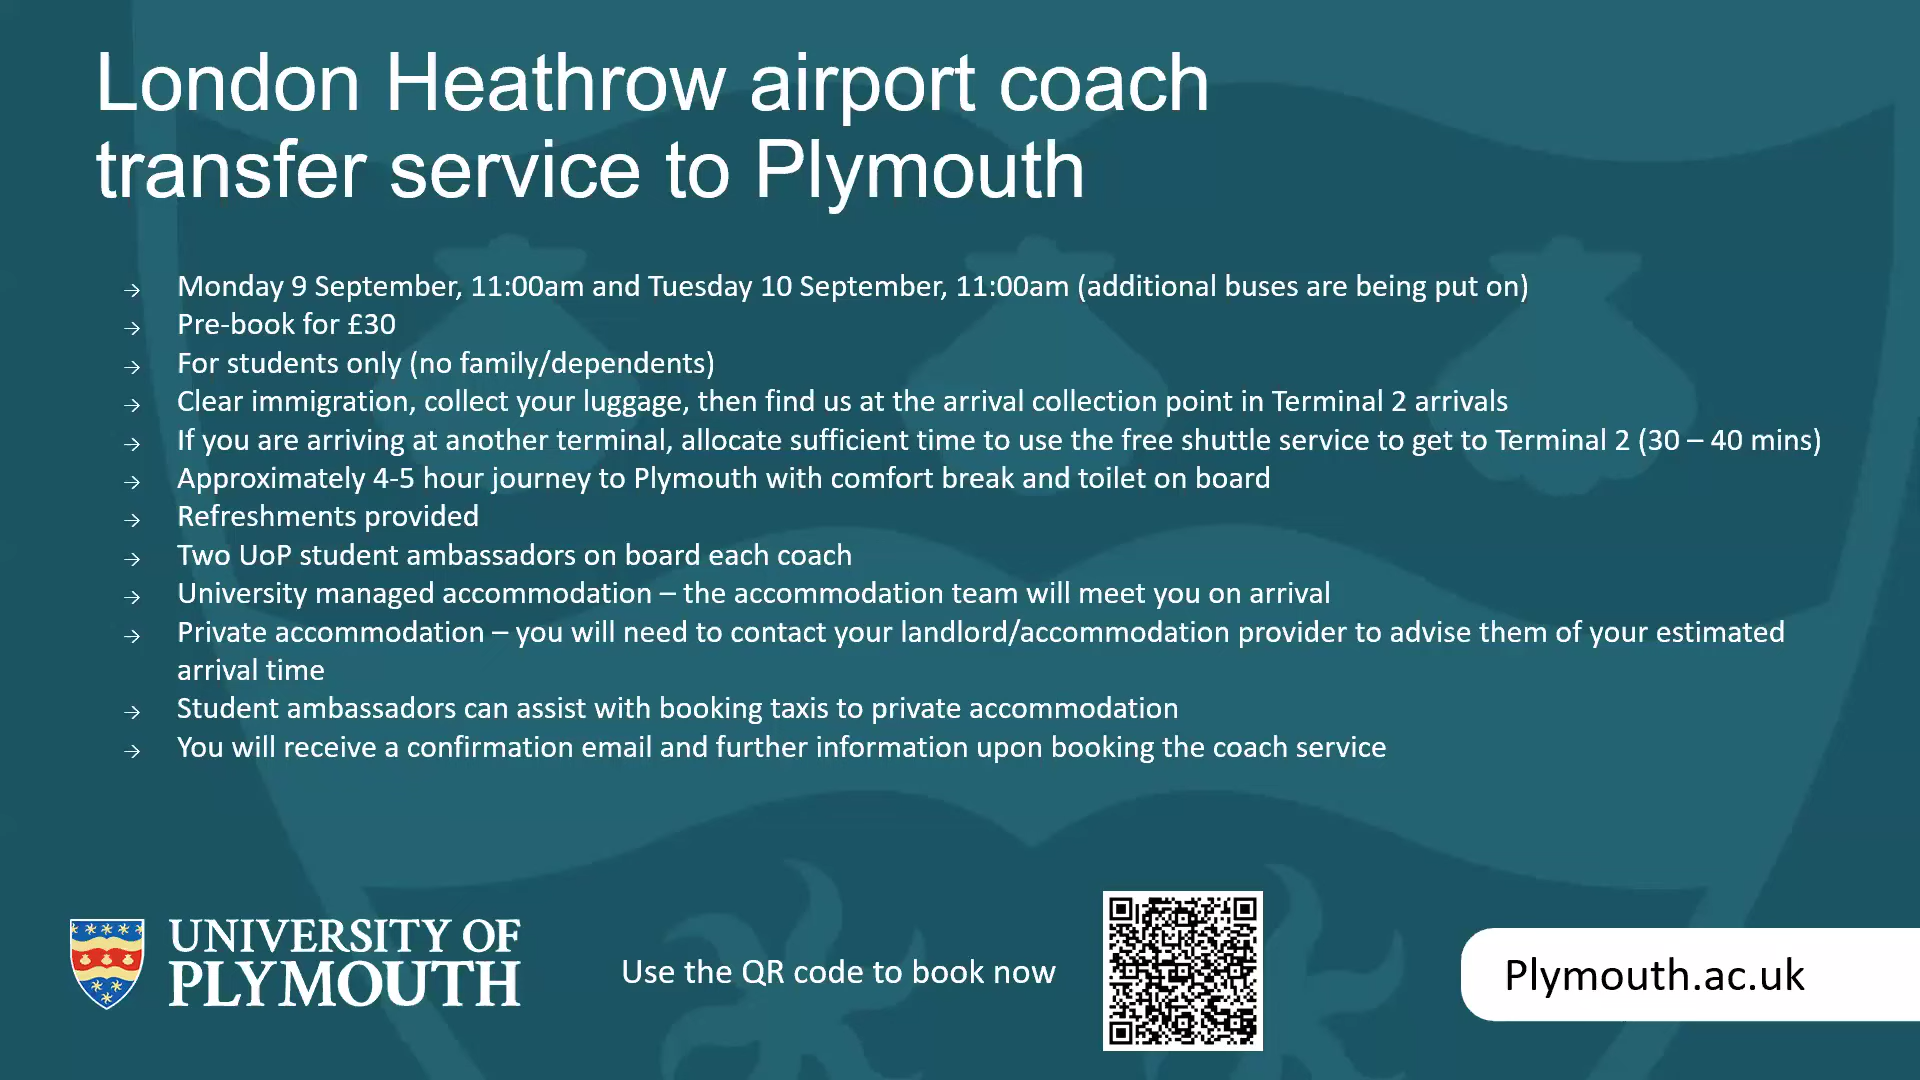 London Heathrow airport coach
transfer service to Plymouth
→ Monday 9 September, 11:00am and Tuesday 10 September, 11:00am (additional buses are being put on)
→ Pre-book for £30
→ For students only (no family/dependents)
→ Clear immigration, collect your luggage, then find us at the arrival collection point in Terminal 2 arrivals
→ If you are arriving at another terminal, allocate sufficient time to use the free shuttle service to get to Terminal 2 (30 – 40 mins)
→ Approximately 4-5 hour journey to Plymouth with comfort break and toilet on board
→ Refreshments provided
→ Two UoP student ambassadors on board each coach
→ University managed accommodation – the accommodation team will meet you on arrival
→ Private accommodation – you will need to contact your landlord/accommodation provider to advise them of your estimated
arrival time
→ Student ambassadors can assist with booking taxis to private accommodation
→ You will receive a confirmation email and further information upon booking the coach service
UNIVERSITY OF
PLYMOUTH
Use the QR code to book now
Plymouth.ac.uk